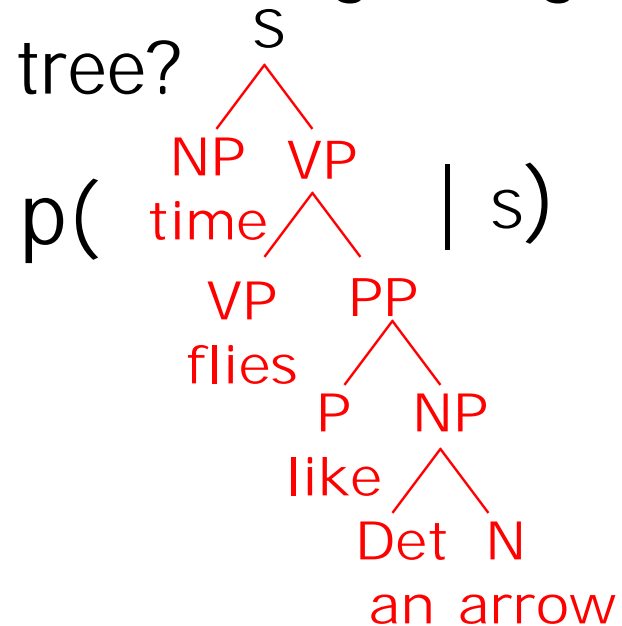 S
tree?
NP VP
p( time | s)
VP PP
flies
P NP
like
Det N
an arrow